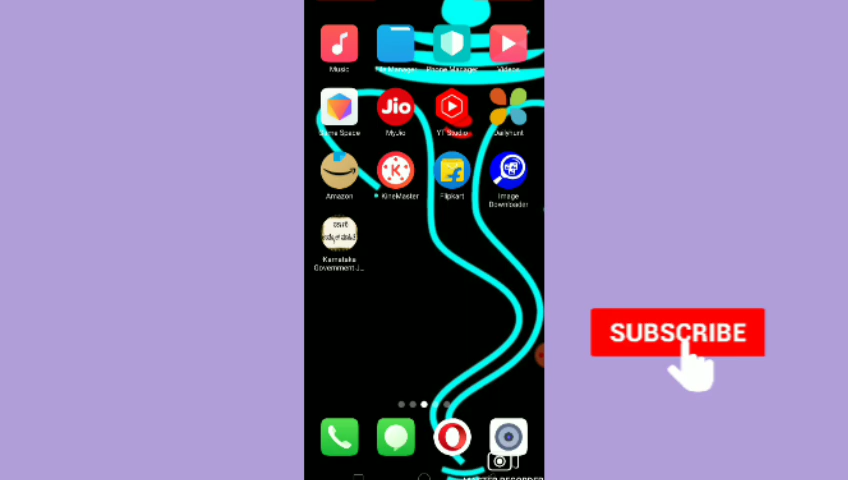 Music
File Manager
Phone Manager
Videos
Game Space
Jio
MyJio
YT Studio
Dailyhunt
Amazon
K
KineMaster
Flipkart
Image
Downloader
Karnataka
Government J...
SUBSCRIBE
RECORDER